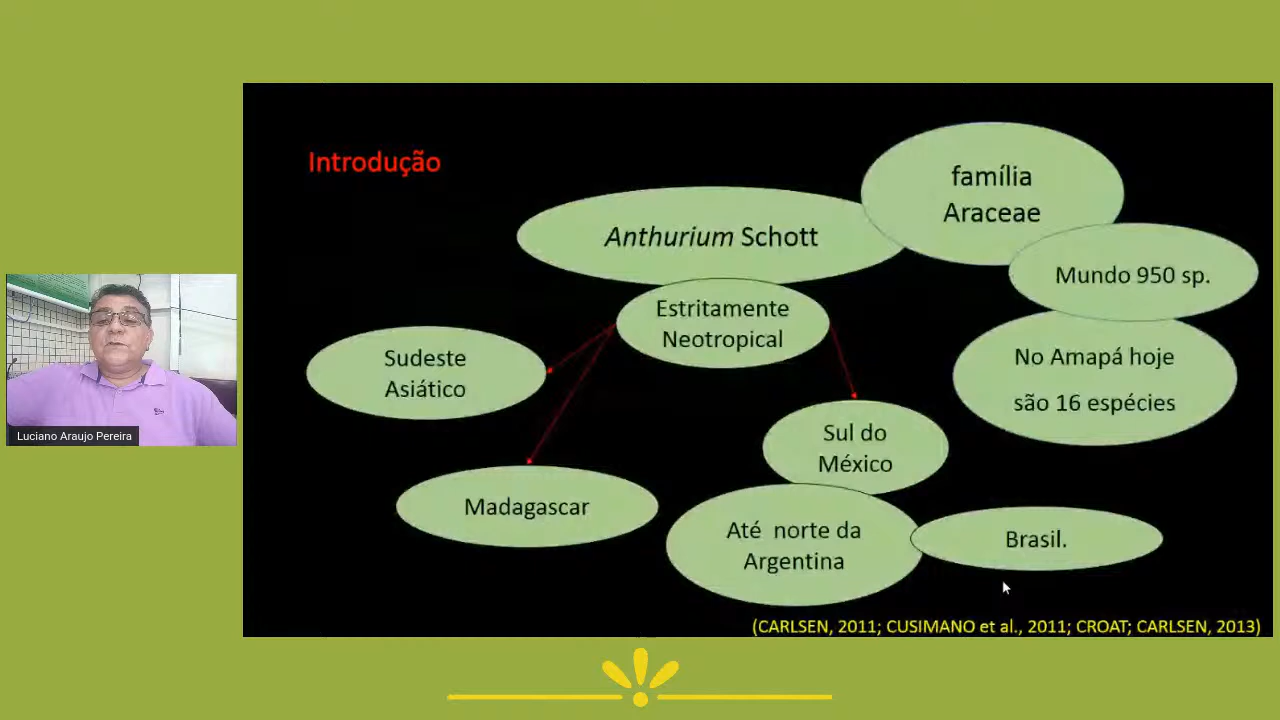 Introdução
família
Araceae
Anthurium Schott
Mundo 950 sp.
Estritamente
Neotropical
No Amapá hoje
são 16 espécies
Sudeste
Asiático
Sul do
México
Madagascar
Até norte da
Argentina
Brasil.
(CARLSEN, 2011; CUSIMANO et al., 2011; CROAT; CARLSEN, 2013)
Luciano Araujo Pereira